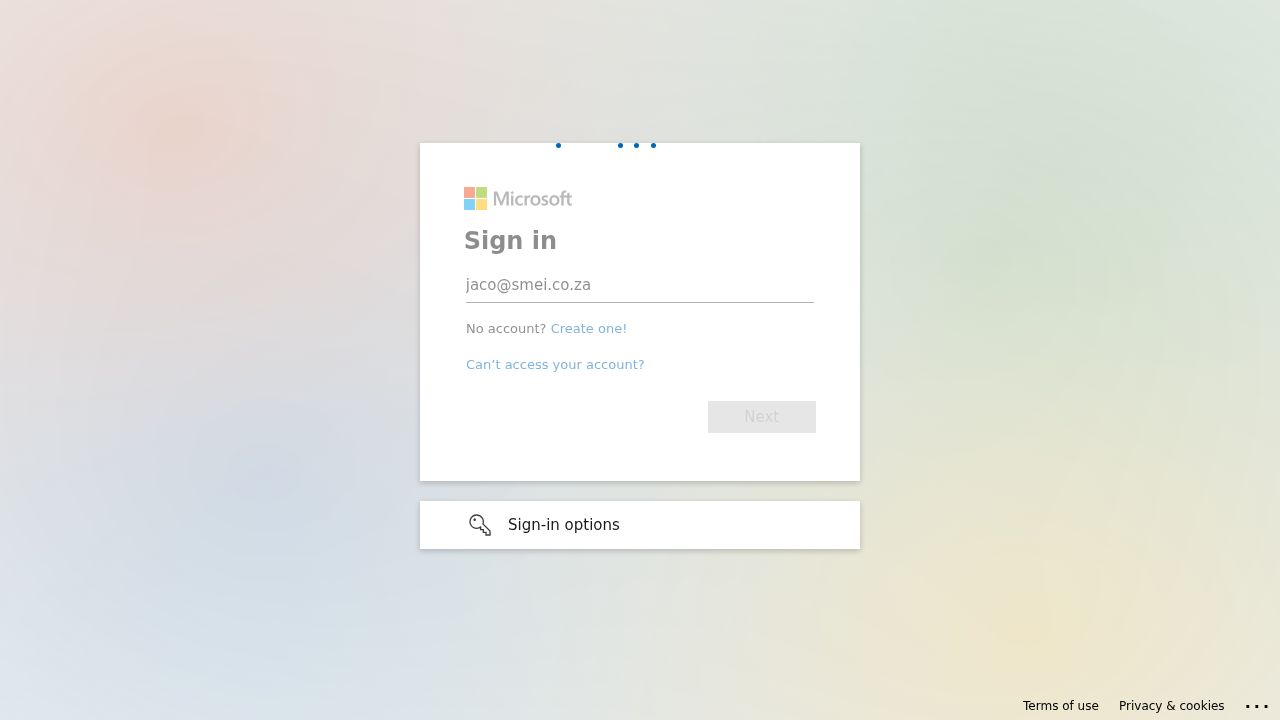 Microsoft
Sign in
jaco@smei.co.za
No account? Create one!
Can’t access your account?
Next
Sign-in options
Terms of use Privacy & cookies ...